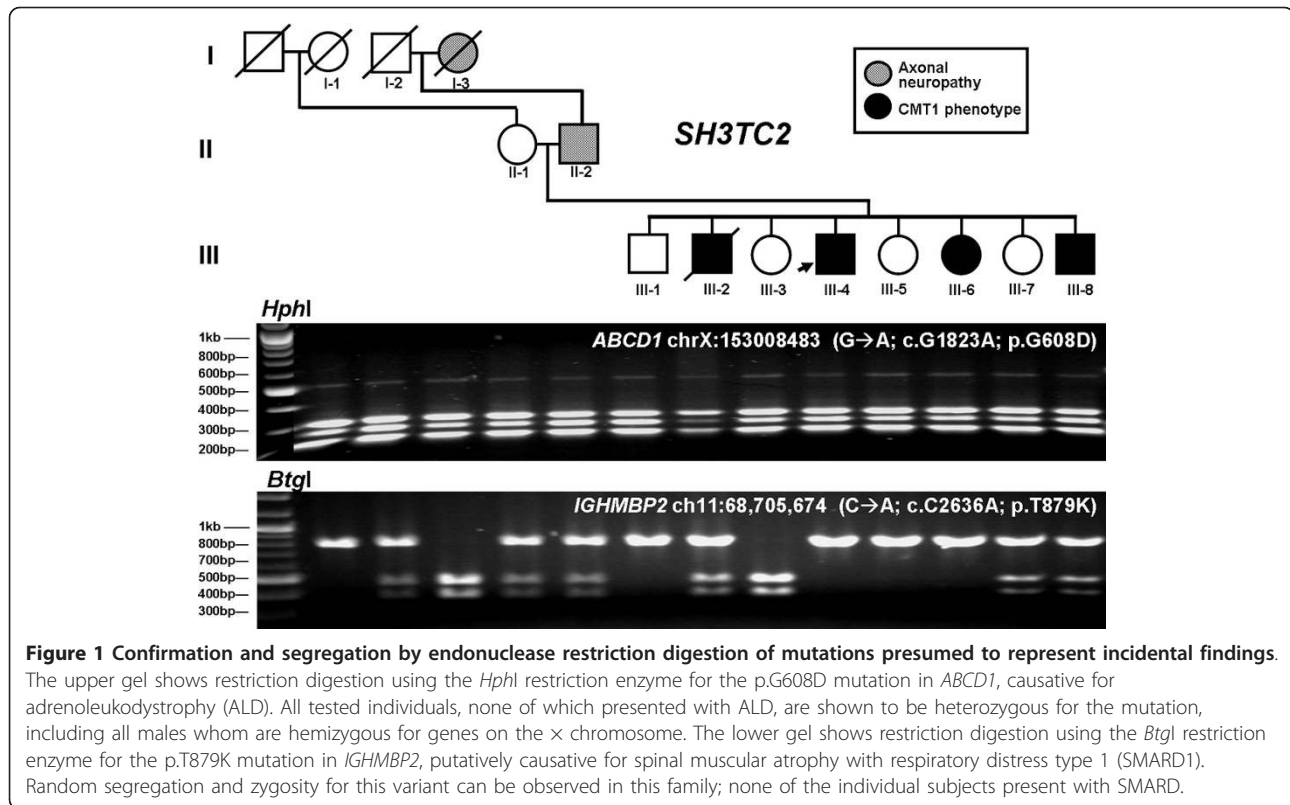 I
I-1
I-2
I-3
Axonal neuropathy
CMT1 phenotype
II
II-1
II-2
SH3TC2
III
III-1
III-2
III-3
III-4
III-5
III-6
III-7
III-8
HphI
ABCD1 chrX:153008483 (G→A; c.G1823A; p.G608D)
1kb —
800bp—
600bp—
500bp—
400bp—
300bp—
200bp—
BtgI
IGHMBP2 ch11:68,705,674 (C→A; c.C2636A; p.T879K)
1kb —
800bp—
700bp—
500bp—
400bp—
300bp—
Figure 1 Confirmation and segregation by endonuclease restriction digestion of mutations presumed to represent incidental findings.
The upper gel shows restriction digestion using the HphI restriction enzyme for the p.G608D mutation in ABCD1, causative for
adrenoleukodystrophy (ALD). All tested individuals, none of which presented with ALD, are shown to be heterozygous for the mutation,
including all males whom are hemizygous for genes on the × chromosome. The lower gel shows restriction digestion using the BtgI restriction
enzyme for the p.T879K mutation in IGHMBP2, putatively causative for spinal muscular atrophy with respiratory distress type 1 (SMARD1).
Random segregation and zygosity for this variant can be observed in this family; none of the individual subjects present with SMARD.